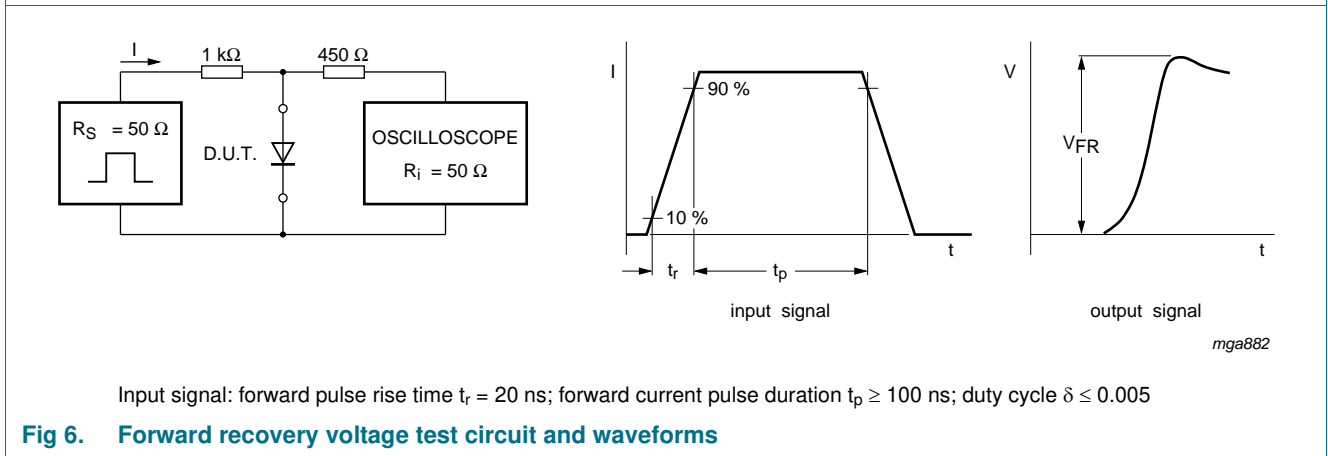 I
1 kΩ
450 Ω
RS = 50 Ω
D.U.T.
OSCILLOSCOPE
Ri = 50 Ω
I
90 %
10 %
t
tr
tp
input signal
V
VFR
t
output signal
mga882
Input signal: forward pulse rise time tr = 20 ns; forward current pulse duration tp ≥ 100 ns; duty cycle δ ≤ 0.005
Fig 6. Forward recovery voltage test circuit and waveforms